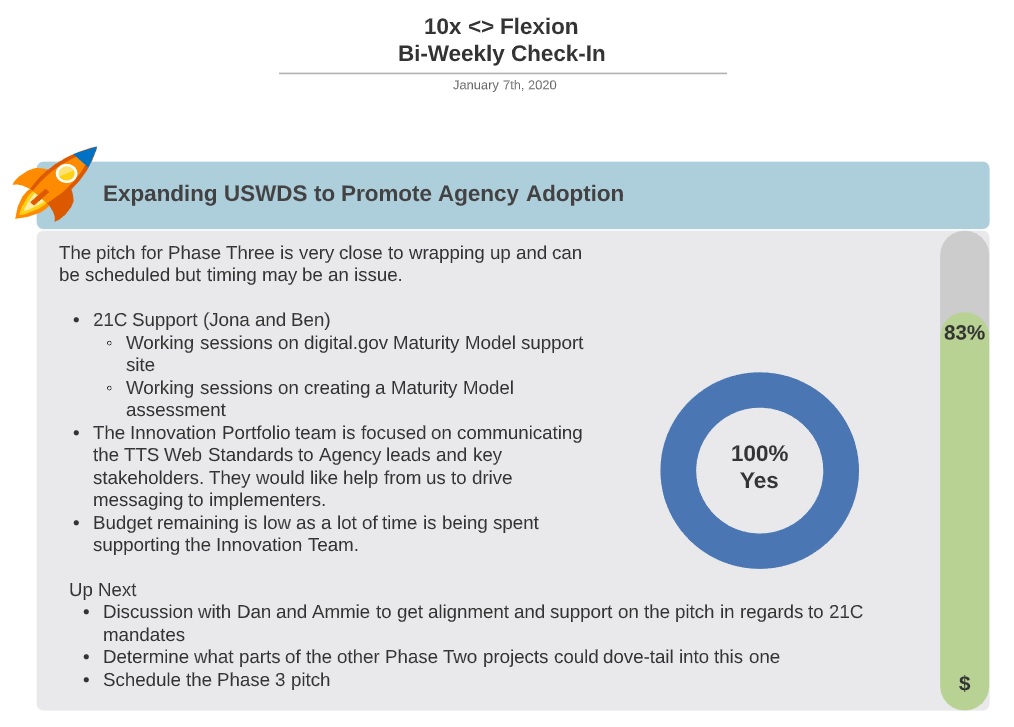 10x <> Flexion
Bi-Weekly Check-In
January 7th, 2020
Expanding USWDS to Promote Agency Adoption
The pitch for Phase Three is very close to wrapping up and can
be scheduled but timing may be an issue.
• 21C Support (Jona and Ben)
◦ Working sessions on digital.gov Maturity Model support
site
◦ Working sessions on creating a Maturity Model
assessment
• The Innovation Portfolio team is focused on communicating
the TTS Web Standards to Agency leads and key
stakeholders. They would like help from us to drive
messaging to implementers.
• Budget remaining is low as a lot of time is being spent
supporting the Innovation Team.
100%
Yes
83%
Up Next
• Discussion with Dan and Ammie to get alignment and support on the pitch in regards to 21C
mandates
• Determine what parts of the other Phase Two projects could dove-tail into this one
• Schedule the Phase 3 pitch
$